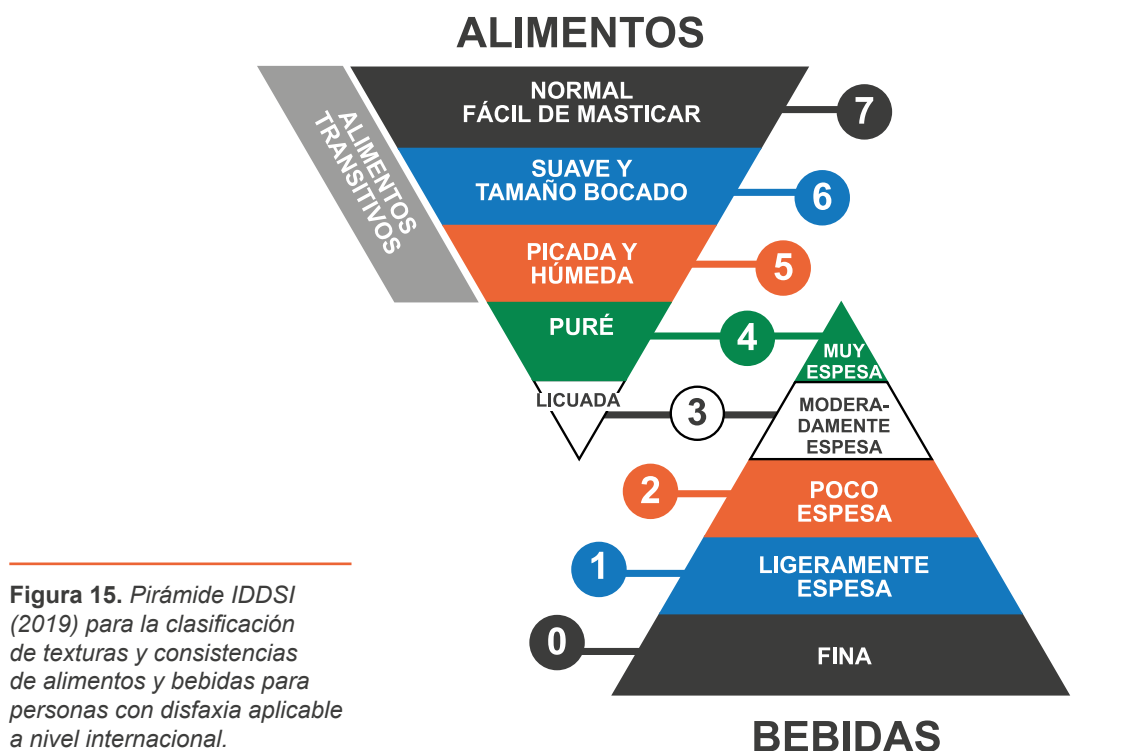 ALIMENTOS
ALIMENTOS
TRANSITIVOS
NORMAL
FÁCIL DE MASTICAR
7
SUAVE Y
TAMAÑO BOCADO
6
PICADA Y
HÚMEDA
5
PURÉ
4
MUY
ESPESA
LICUADA
3
MODERA-
DAMENTE
ESPESA
2
POCO
ESPESA
1
LIGERAMENTE
ESPESA
0
FINA
BEBIDAS
Figura 15. Pirámide IDDSI
(2019) para la clasificación
de texturas y consistencias
de alimentos y bebidas para
personas con disfaxia aplicable
a nivel internacional.